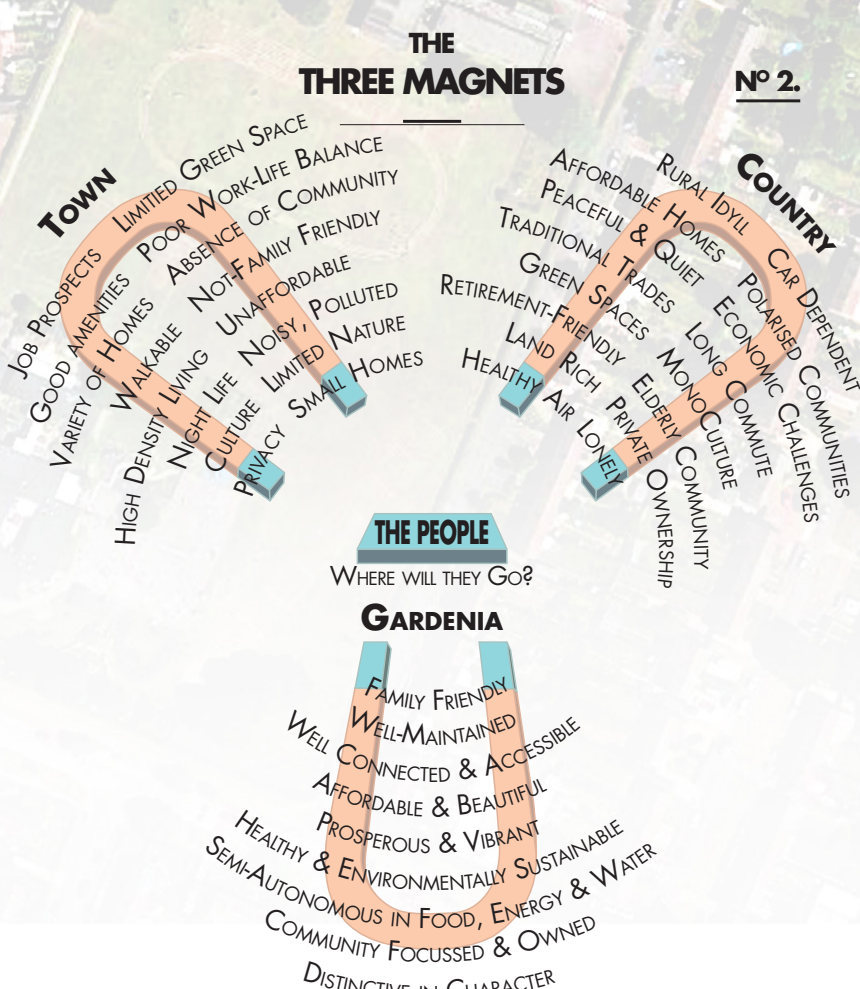 THE
THREE MAGNETS
Nº 2.
Town
Job Prospects Limitied Green Space
Good amenities Poor Work-Life Balance
Variety of Homes Absence of Community
Walkable Not-Family Friendly
High Density Living Unaffordable
Night Life Noisy, Polluted
Culture Limited Nature
Privacy Small Homes
Country
Rural Idyll Car Dependent
Affordable Homes Polarised Communities
Peaceful & Quiet Economic Challenges
Traditional Trades Long Commute
Green Spaces MonoCulture
Retirement-Friendly Elderly Community
Land Rich Private Ownership
Healthy Air Lonely
THE PEOPLE
Where will they Go?
Gardenia
Family Friendly
Well-Maintained
Well Connected & Accessible
Affordable & Beautiful
Prosperous & Vibrant
Healthy & Environmentally Sustainable
Semi-Autonomous in Food, Energy & Water
Community Focussed & Owned
Distinctive in Character